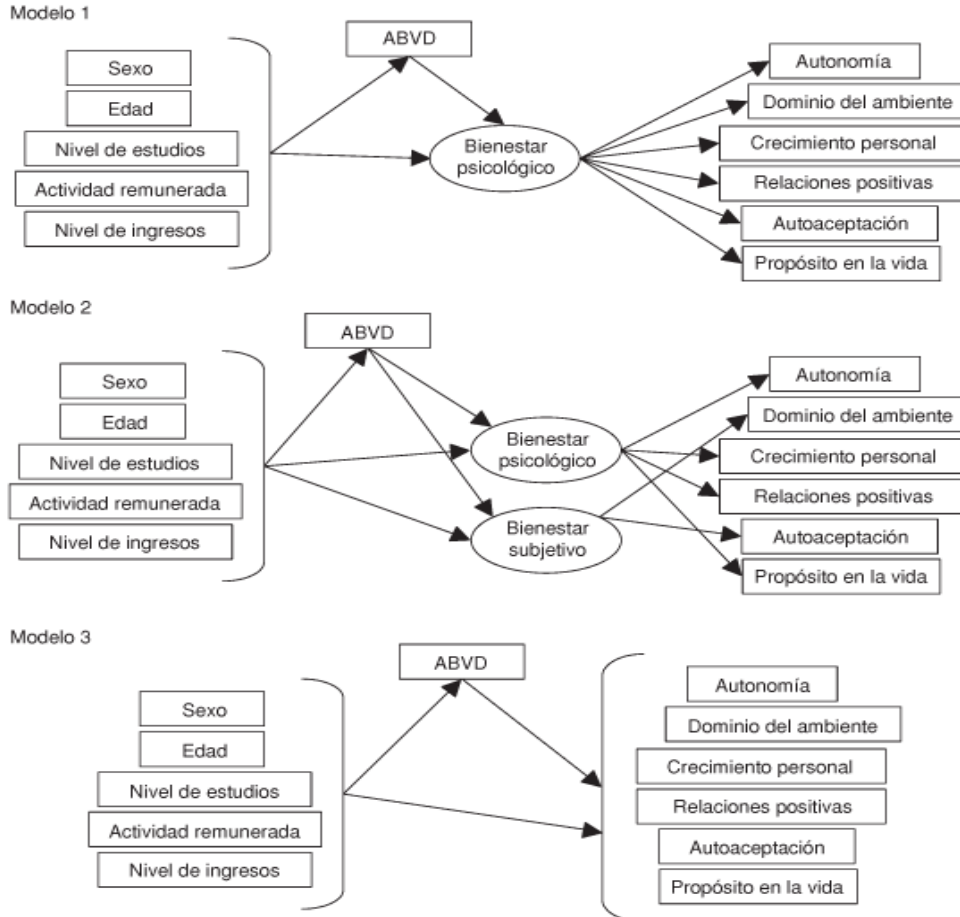 Modelo 1
ABVD
Sexo
Edad
Nivel de estudios
Actividad remunerada
Nivel de ingresos
Bienestar
psicológico
Autonomía
Dominio del ambiente
Crecimiento personal
Relaciones positivas
Autoaceptación
Propósito en la vida
Modelo 2
ABVD
Sexo
Edad
Nivel de estudios
Actividad remunerada
Nivel de ingresos
Bienestar
psicológico
Bienestar
subjetivo
Autonomía
Dominio del ambiente
Crecimiento personal
Relaciones positivas
Autoaceptación
Propósito en la vida
Modelo 3
ABVD
Sexo
Edad
Nivel de estudios
Actividad remunerada
Nivel de ingresos
Autonomía
Dominio del ambiente
Crecimiento personal
Relaciones positivas
Autoaceptación
Propósito en la vida